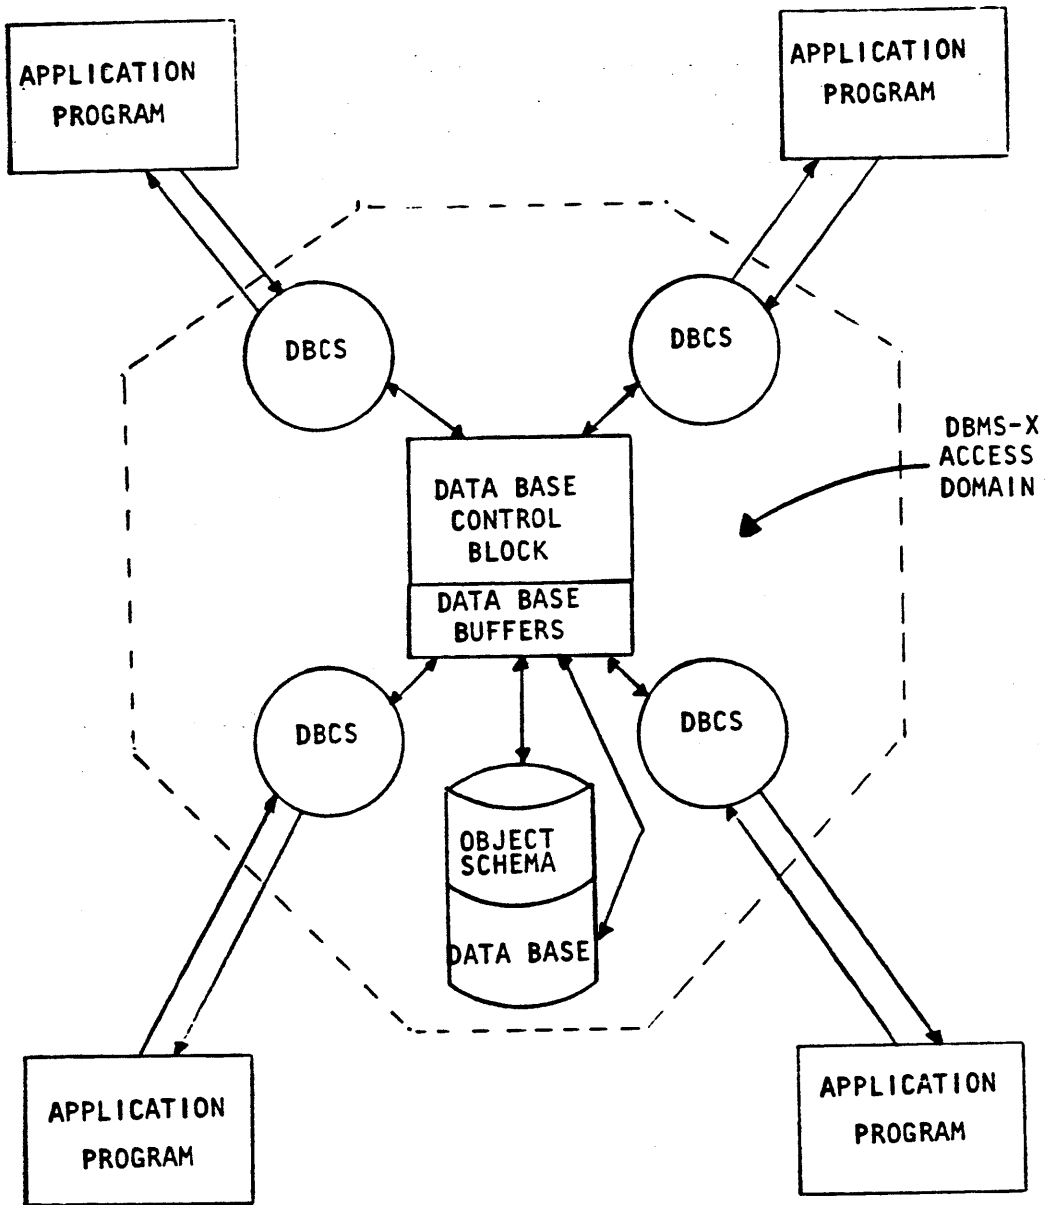 APPLICATION
PROGRAM
APPLICATION
PROGRAM
DBCS
DBCS
DBMS-X
ACCESS
DOMAIN
DATA BASE
CONTROL
BLOCK
DATA BASE
BUFFERS
DBCS
DBCS
OBJECT
SCHEMA
DATA BASE
APPLICATION
PROGRAM
APPLICATION
PROGRAM